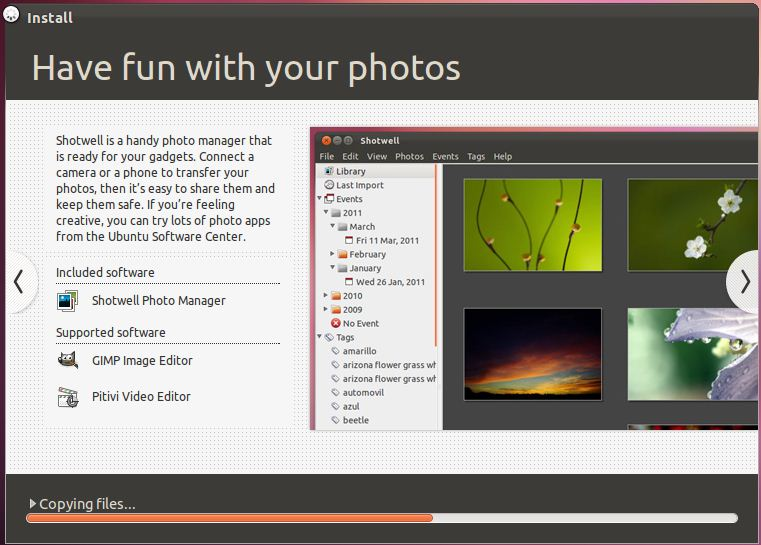 Install
Have fun with your photos
Shotwell is a handy photo manager that
is ready for your gadgets. Connect a
camera or a phone to transfer your
photos, then it's easy to share them and
keep them safe. If you're feeling
creative, you can try lots of photo apps
from the Ubuntu Software Center.
Included software
Shotwell Photo Manager
Supported software
GIMP Image Editor
Pitivi Video Editor
Shotwell
File Edit View Photos Events Tags Help
Library
Last Import
Events
2011
March
Fri 11 Mar, 2011
February
January
Wed 26 Jan, 2011
2010
2009
No Event
Tags
amarillo
arizona flower grass wh
arizona flower grass wh
automovil
azul
beetle
Copying files...